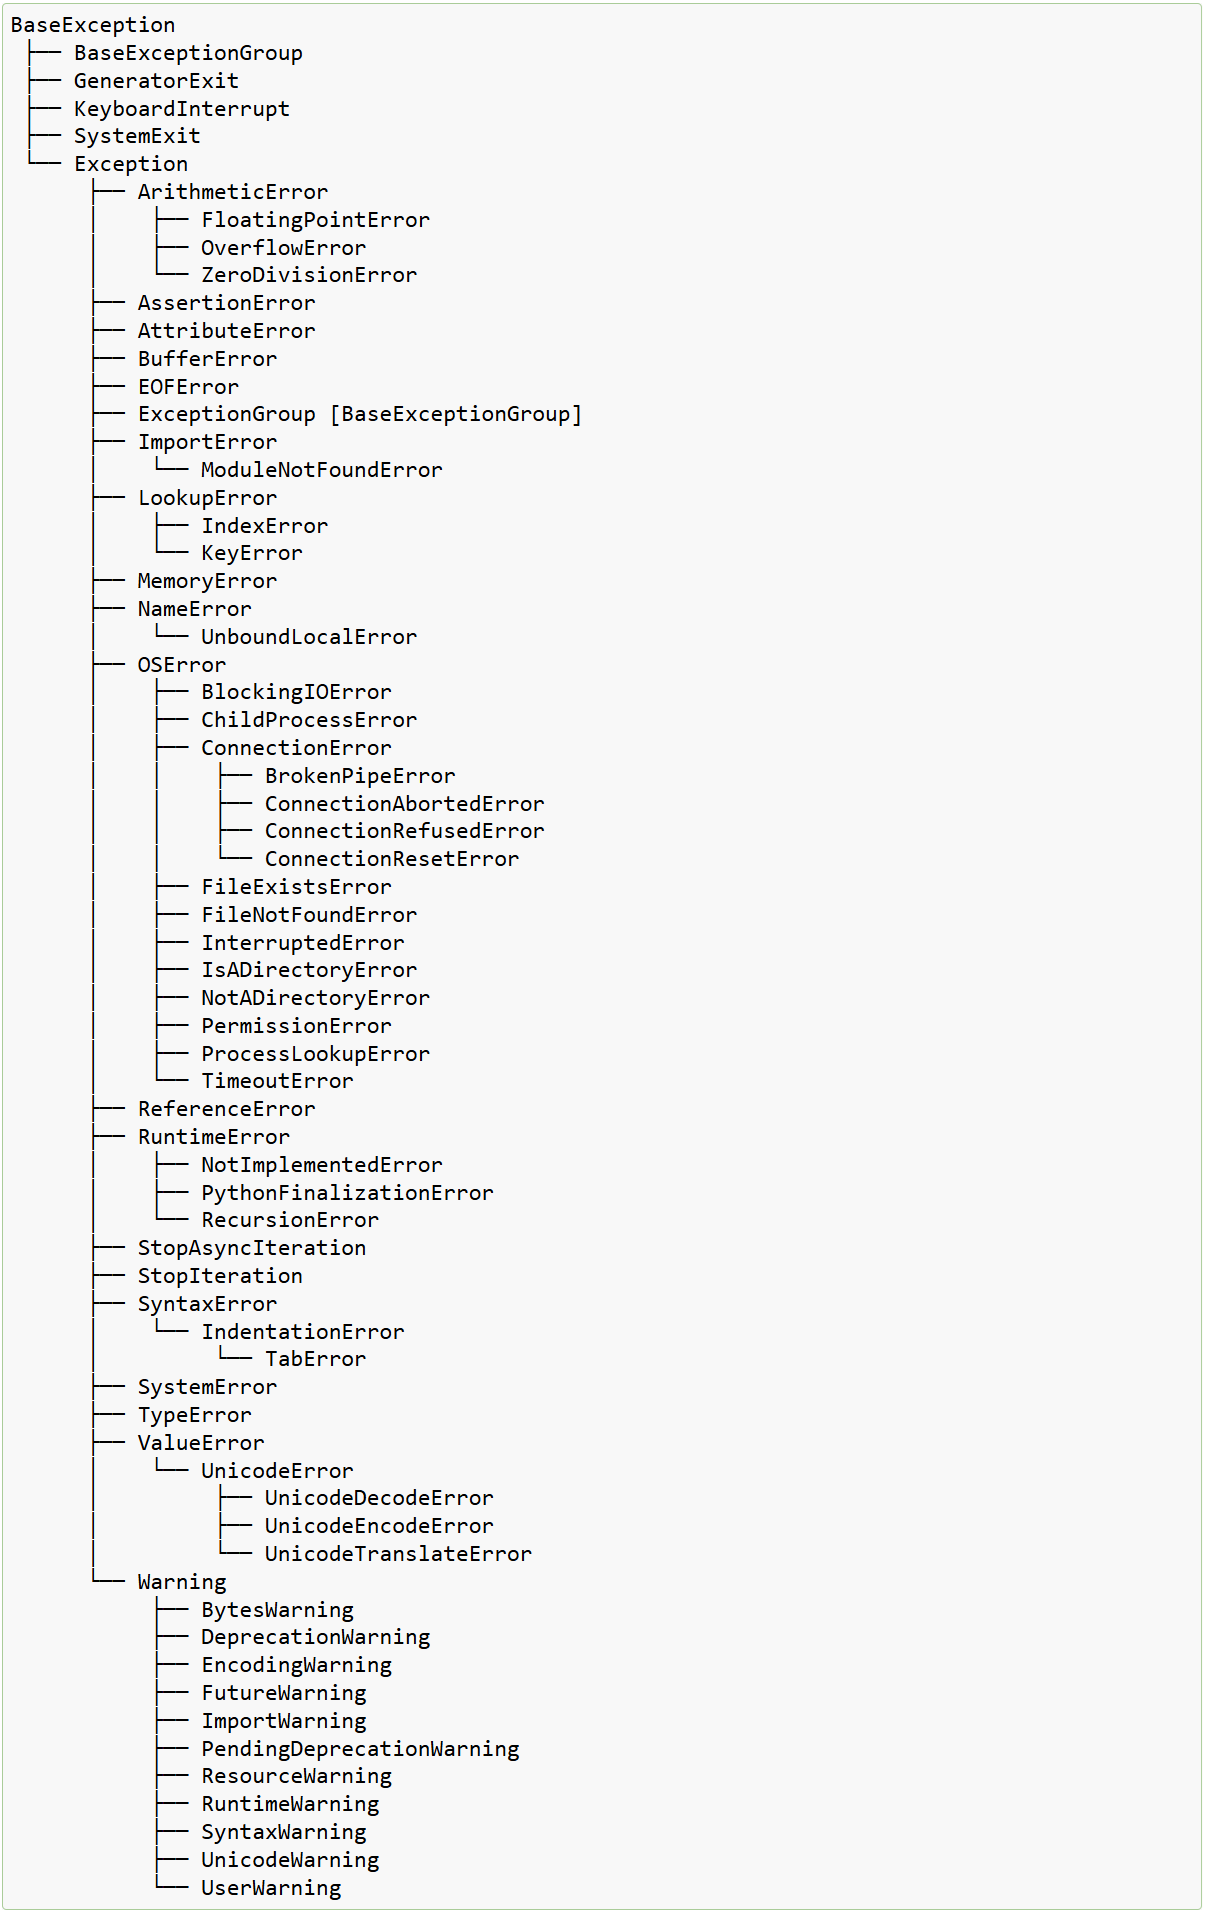 BaseException
 ├── BaseExceptionGroup
 ├── GeneratorExit
 ├── KeyboardInterrupt
 ├── SystemExit
 └── Exception
      ├── ArithmeticError
      │    ├── FloatingPointError
      │    ├── OverflowError
      │    └── ZeroDivisionError
      ├── AssertionError
      ├── AttributeError
      ├── BufferError
      ├── EOFError
      ├── ExceptionGroup [BaseExceptionGroup]
      ├── ImportError
      │    └── ModuleNotFoundError
      ├── LookupError
      │    ├── IndexError
      │    └── KeyError
      ├── MemoryError
      ├── NameError
      │    └── UnboundLocalError
      ├── OSError
      │    ├── BlockingIOError
      │    ├── ChildProcessError
      │    ├── ConnectionError
      │    │    ├── BrokenPipeError
      │    │    ├── ConnectionAbortedError
      │    │    ├── ConnectionRefusedError
      │    │    └── ConnectionResetError
      │    ├── FileExistsError
      │    ├── FileNotFoundError
      │    ├── InterruptedError
      │    ├── IsADirectoryError
      │    ├── NotADirectoryError
      │    ├── PermissionError
      │    ├── ProcessLookupError
      │    └── TimeoutError
      ├── ReferenceError
      ├── RuntimeError
      │    ├── NotImplementedError
      │    ├── PythonFinalizationError
      │    └── RecursionError
      ├── StopAsyncIteration
      ├── StopIteration
      ├── SyntaxError
      │    └── IndentationError
      │         └── TabError
      ├── SystemError
      ├── TypeError
      ├── ValueError
      │    └── UnicodeError
      │         ├── UnicodeDecodeError
      │         ├── UnicodeEncodeError
      │         └── UnicodeTranslateError
      └── Warning
           ├── BytesWarning
           ├── DeprecationWarning
           ├── EncodingWarning
           ├── FutureWarning
           ├── ImportWarning
           ├── PendingDeprecationWarning
           ├── ResourceWarning
           ├── RuntimeWarning
           ├── SyntaxWarning
           ├── UnicodeWarning
           └── UserWarning